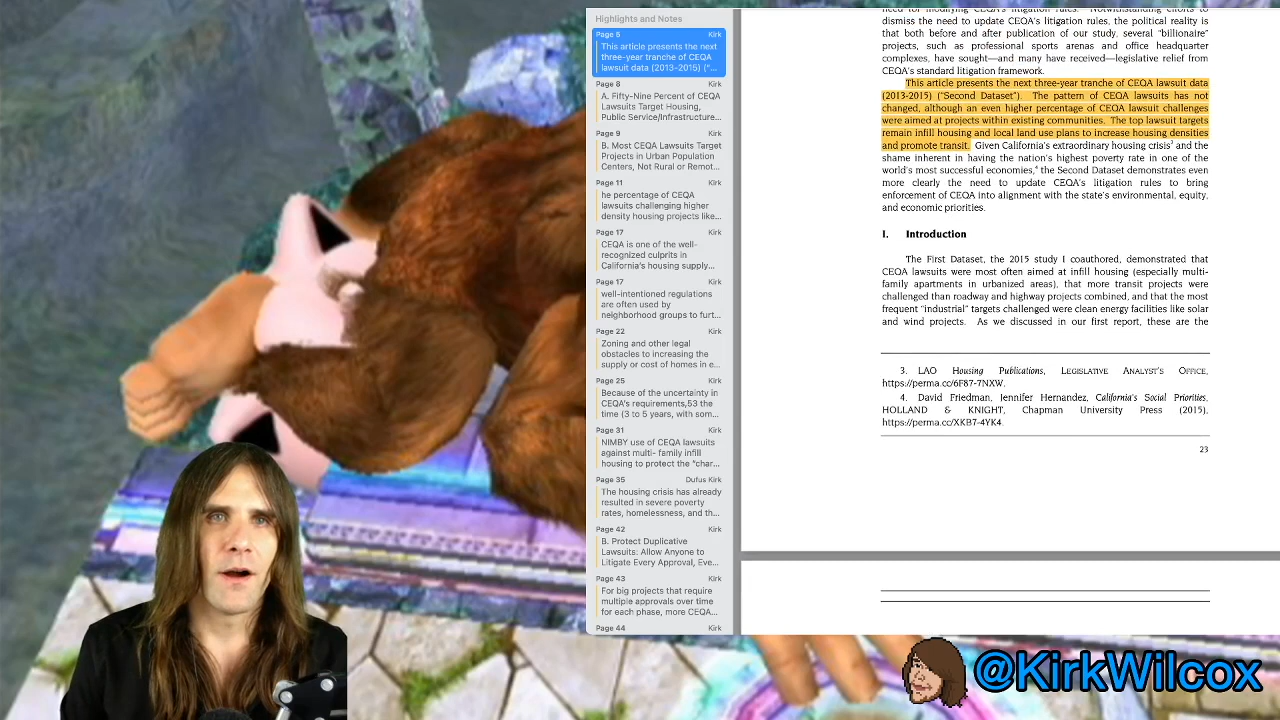 Highlights and Notes
Page 5 Kirk
This article presents the next
three-year tranche of CEQA
lawsuit data (2013-2015) ("...
Page 8 Kirk
A. Fifty-Nine Percent of CEQA
Lawsuits Target Housing,
Public Service/Infrastructure...
Page 9 Kirk
B. Most CEQA Lawsuits Target
Projects in Urban Population
Centers, Not Rural or Remot...
Page 11 Kirk
he percentage of CEQA
lawsuits challenging higher
density housing projects like...
Page 17 Kirk
CEQA is one of the well-
recognized culprits in
California's housing supply...
Page 17 Kirk
well-intentioned regulations
are often used by
neighborhood groups to furt...
Page 22 Kirk
Zoning and other legal
obstacles to increasing the
supply or cost of homes in e...
Page 25 Kirk
Because of the uncertainty in
CEQA's requirements,53 the
time (3 to 5 years, with som...
Page 31 Kirk
NIMBY use of CEQA lawsuits
against multi- family infill
housing to protect the "char...
Page 35 Dufus Kirk
The housing crisis has already
resulted in severe poverty
rates, homelessness, and th...
Page 42 Kirk
B. Protect Duplicative
Lawsuits: Allow Anyone to
Litigate Every Approval, Eve...
Page 43 Kirk
For big projects that require
multiple approvals over time
for each phase, more CEQA...
Page 44 Kirk
need for modifying CEQA's litigation rules. Notwithstanding efforts to
dismiss the need to update CEQA's litigation rules, the political reality is
that both before and after publication of our study, several "billionaire"
projects, such as professional sports arenas and office headquarter
complexes, have sought—and many have received—legislative relief from
CEQA's standard litigation framework.
This article presents the next three-year tranche of CEQA lawsuit data
(2013-2015) ("Second Dataset"). The pattern of CEQA lawsuits has not
changed, although an even higher percentage of CEQA lawsuit challenges
were aimed at projects within existing communities. The top lawsuit targets
remain infill housing and local land use plans to increase housing densities
and promote transit. Given California's extraordinary housing crisis3 and the
shame inherent in having the nation's highest poverty rate in one of the
world's most successful economies,4 the Second Dataset demonstrates even
more clearly the need to update CEQA's litigation rules to bring
enforcement of CEQA into alignment with the state's environmental, equity,
and economic priorities.
I. Introduction
The First Dataset, the 2015 study I coauthored, demonstrated that
CEQA lawsuits were most often aimed at infill housing (especially multi-
family apartments in urbanized areas), that more transit projects were
challenged than roadway and highway projects combined, and that the most
frequent "industrial" targets challenged were clean energy facilities like solar
and wind projects. As we discussed in our first report, these are the
3. LAO Housing Publications, LEGISLATIVE ANALYST'S OFFICE,
https://perma.cc/6F87-7NXW.
4. David Friedman, Jennifer Hernandez, California's Social Priorities,
HOLLAND & KNIGHT, Chapman University Press (2015),
https://perma.cc/XKB7-4YK4.
23
@KirkWilcox